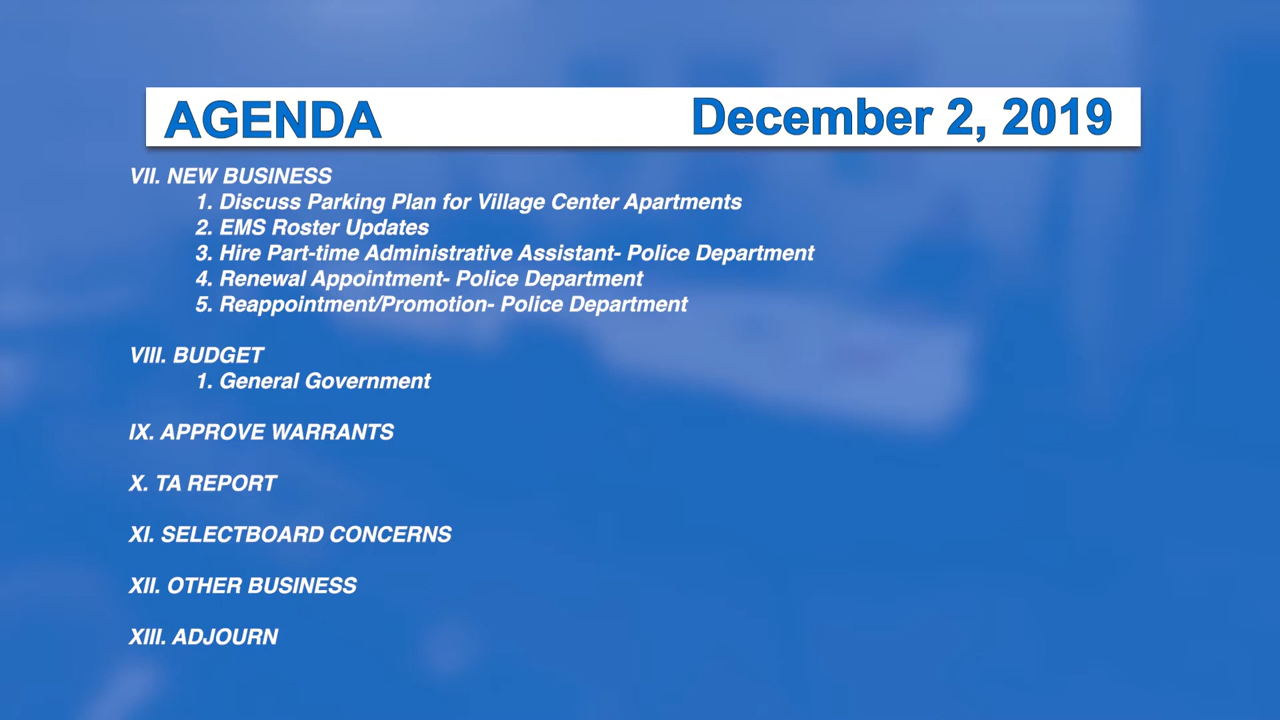 AGENDA December 2, 2019
VII. NEW BUSINESS
1. Discuss Parking Plan for Village Center Apartments
2. EMS Roster Updates
3. Hire Part-time Administrative Assistant- Police Department
4. Renewal Appointment- Police Department
5. Reappointment/Promotion- Police Department
VIII. BUDGET
1. General Government
IX. APPROVE WARRANTS
X. TA REPORT
XI. SELECTBOARD CONCERNS
XII. OTHER BUSINESS
XIII. ADJOURN